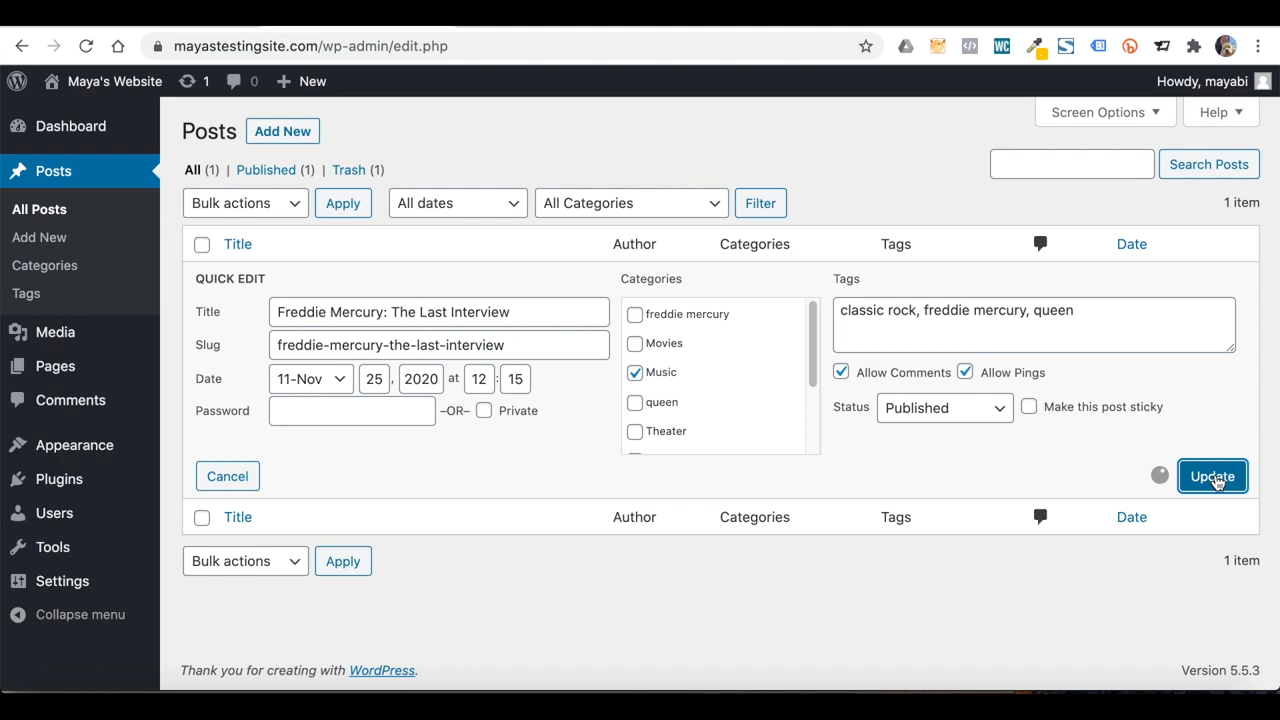 mayastestingsite.com/wp-admin/edit.php
WC
Maya's Website 1 0 New
Howdy, mayabi
Dashboard
Posts
All Posts
Add New
Categories
Tags
Media
Pages
Comments
Appearance
Plugins
Users
Tools
Settings
Collapse menu
Screen Options Help
Posts Add New
All (1) | Published (1) | Trash (1)
Search Posts
Bulk actions Apply All dates All Categories Filter 1 item
Title Author Categories Tags Date
QUICK EDIT
Title Freddie Mercury: The Last Interview
Slug freddie-mercury-the-last-interview
Date 11-Nov 25 , 2020 at 12 : 15
Password –OR– Private
Categories
freddie mercury
Movies
Music
queen
Theater
Tags
classic rock, freddie mercury, queen
Allow Comments Allow Pings
Status Published Make this post sticky
Cancel Update
Title Author Categories Tags Date
Bulk actions Apply 1 item
Thank you for creating with WordPress. Version 5.5.3